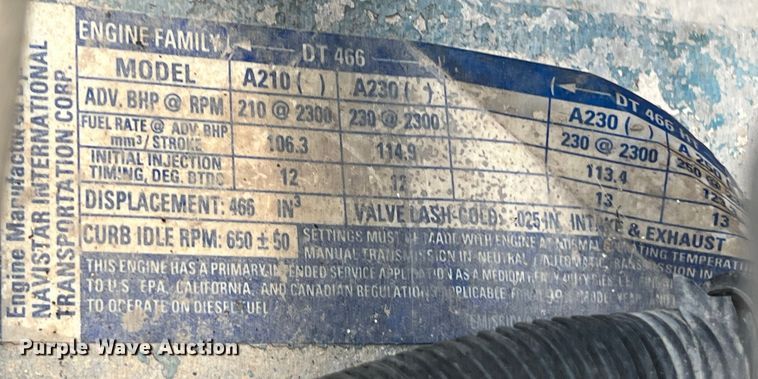 Engine Manufactured By
NAVISTAR INTERNATIONAL
TRANSPORTATION CORP.
ENGINE FAMILY DT 466 DT 466
MODEL A210 ( ) A230 ( ) A230 ( )
ADV. BHP @ RPM 210 @ 2300 230 @ 2300 230 @ 2300
FUEL RATE @ ADV. BHP
mm³/STROKE 106.3 114.9 113.4
INITIAL INJECTION
TIMING, DEG. BTDC 12 12 13 13
DISPLACEMENT: 466 IN³ VALVE LASH-COLD: .025 IN. INTAKE & EXHAUST
CURB IDLE RPM: 650 ± 50 SETTINGS MUST BE MADE WITH ENGINE AT NORMAL OPERATING
MANUAL TRANSMISSION IN NEUTRAL / AUTOMATIC TRANSMISSION IN
THIS ENGINE HAS A PRIMARY INTENDED SERVICE APPLICATION AS A MEDIUM
TO U.S. EPA, CALIFORNIA, AND CANADIAN REGULATIONS APPLICABLE
TO OPERATE ON DIESEL FUEL
Purple Wave Auction